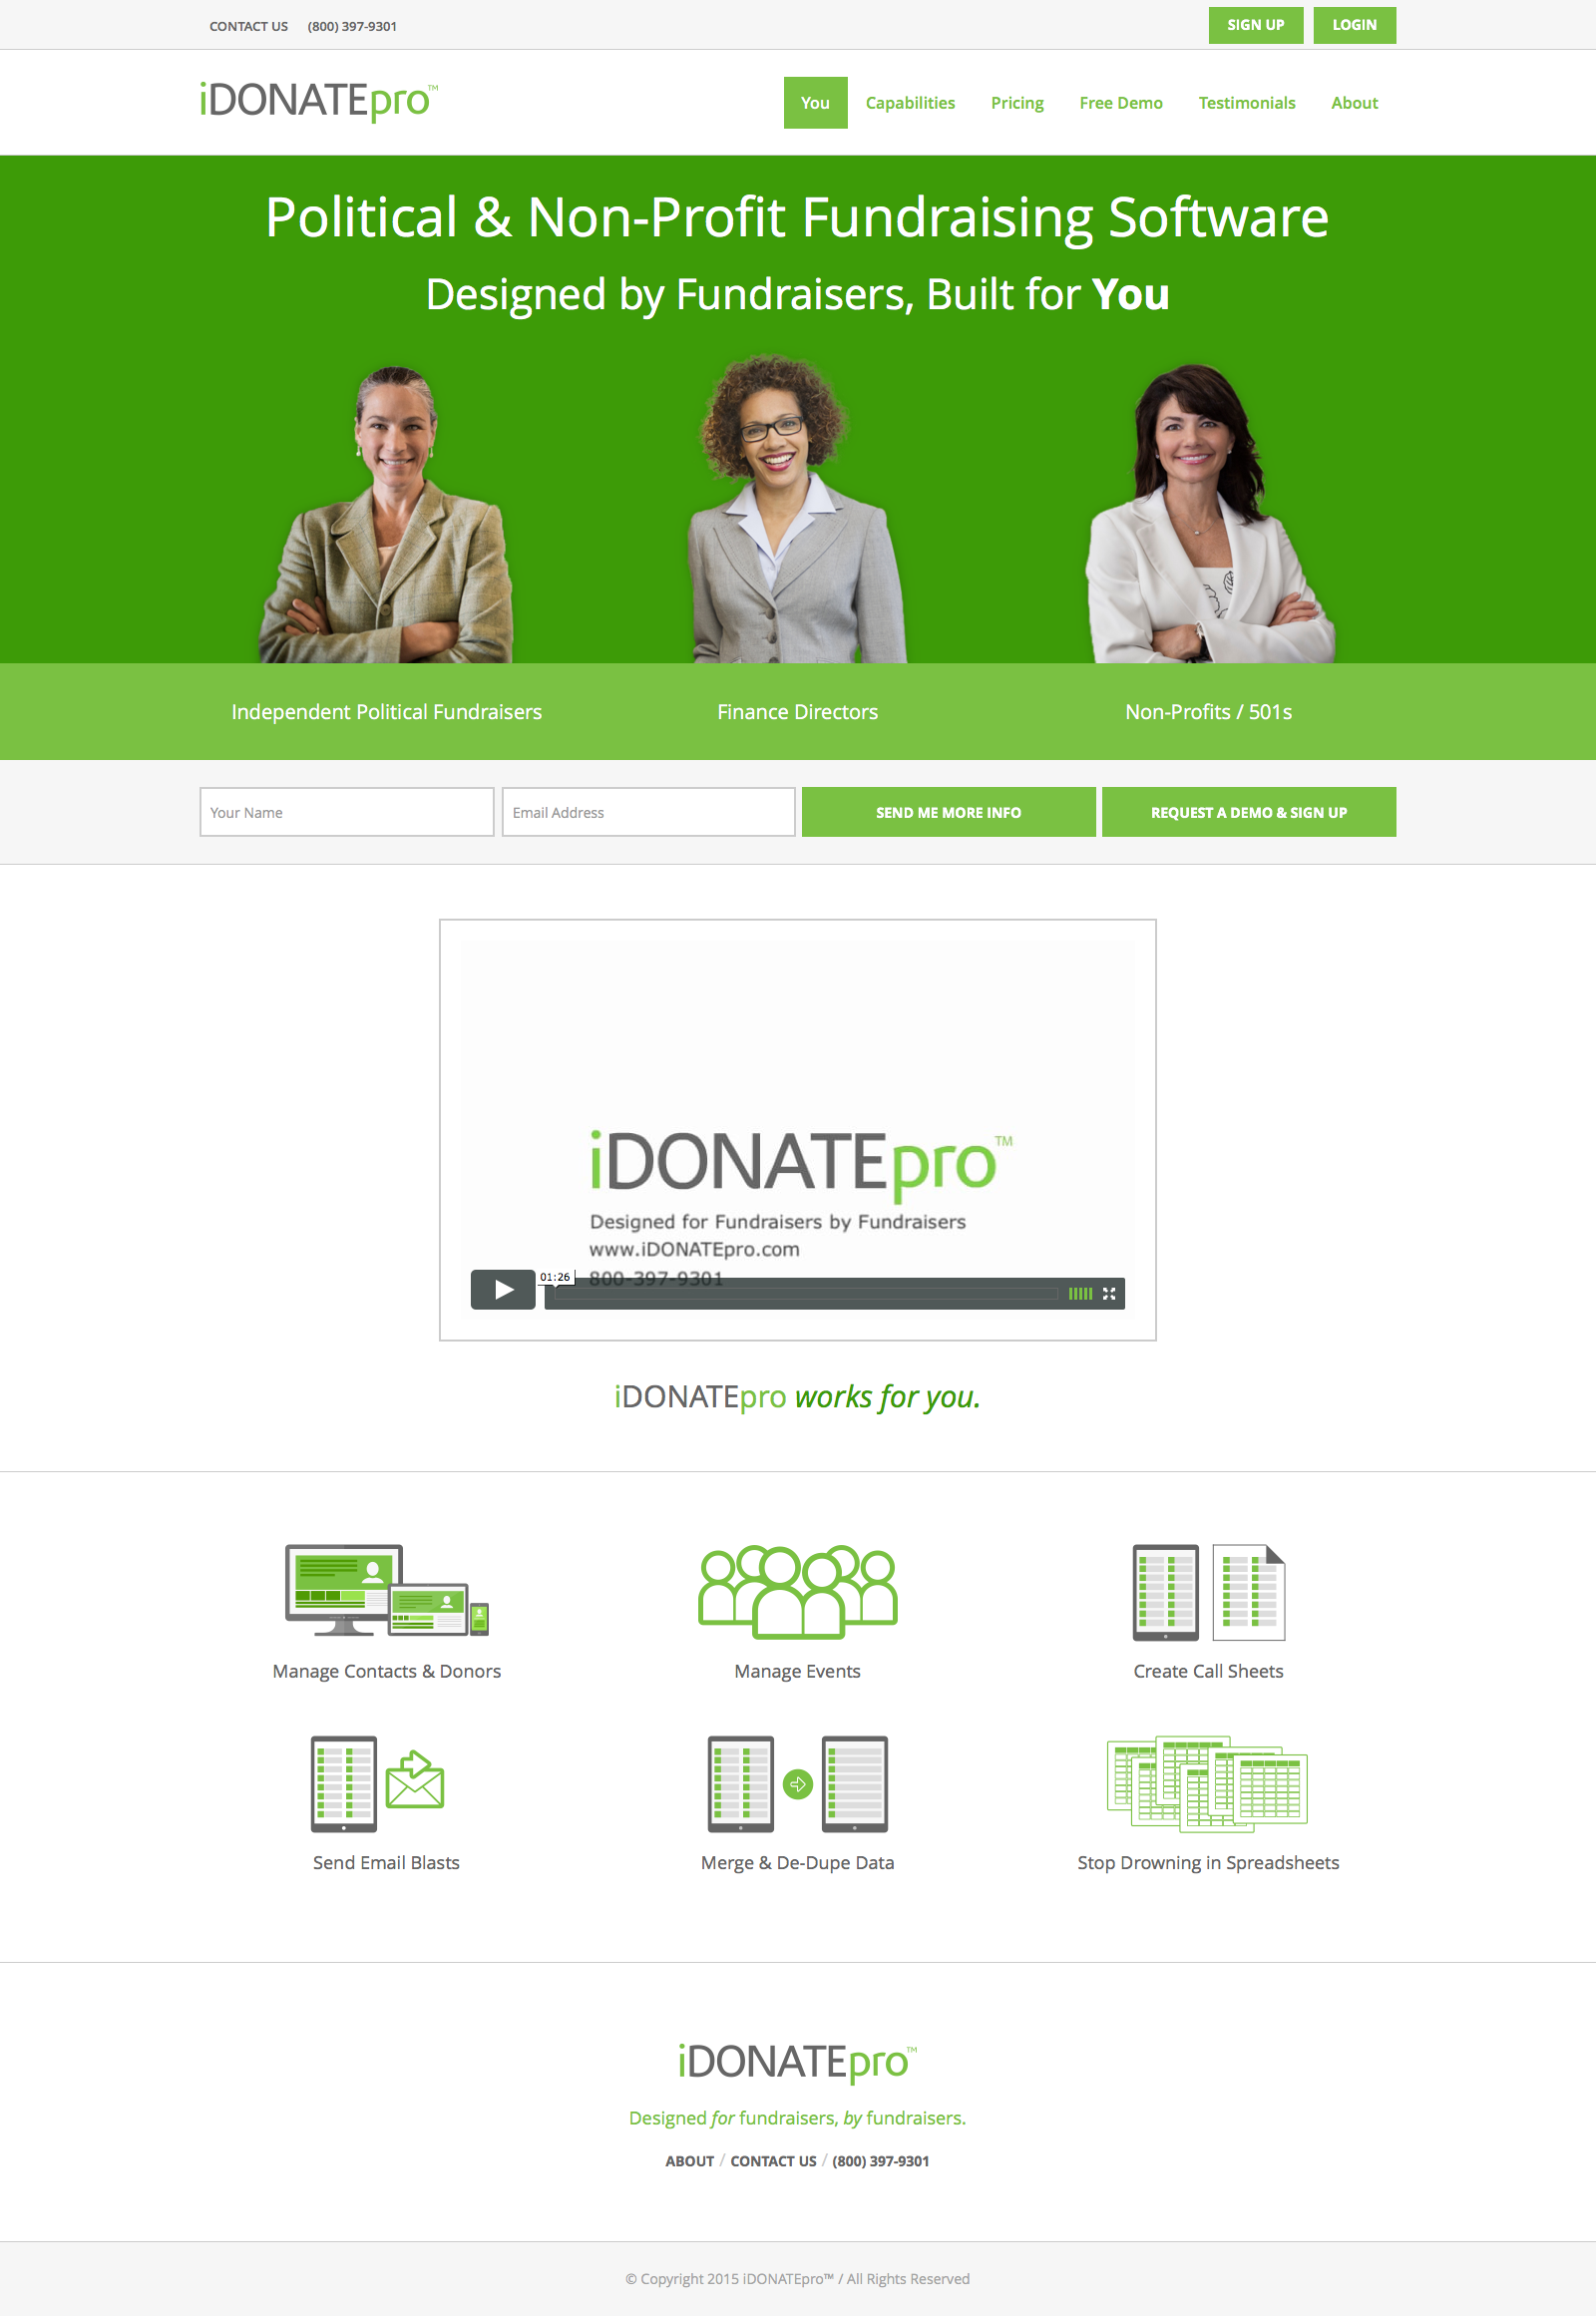 CONTACT US (800) 397-9301 SIGN UP LOGIN
iDONATEpro™ You Capabilities Pricing Free Demo Testimonials About
Political & Non-Profit Fundraising Software
Designed by Fundraisers, Built for You
Independent Political Fundraisers Finance Directors Non-Profits / 501s
Your Name Email Address SEND ME MORE INFO REQUEST A DEMO & SIGN UP
iDONATEpro™
Designed for Fundraisers by Fundraisers
www.iDONATEpro.com
01:26 800-397-9301
iDONATEpro works for you.
Manage Contacts & Donors Manage Events Create Call Sheets
Send Email Blasts Merge & De-Dupe Data Stop Drowning in Spreadsheets
iDONATEpro™
Designed for fundraisers, by fundraisers.
ABOUT / CONTACT US / (800) 397-9301
© Copyright 2015 iDONATEpro™ / All Rights Reserved